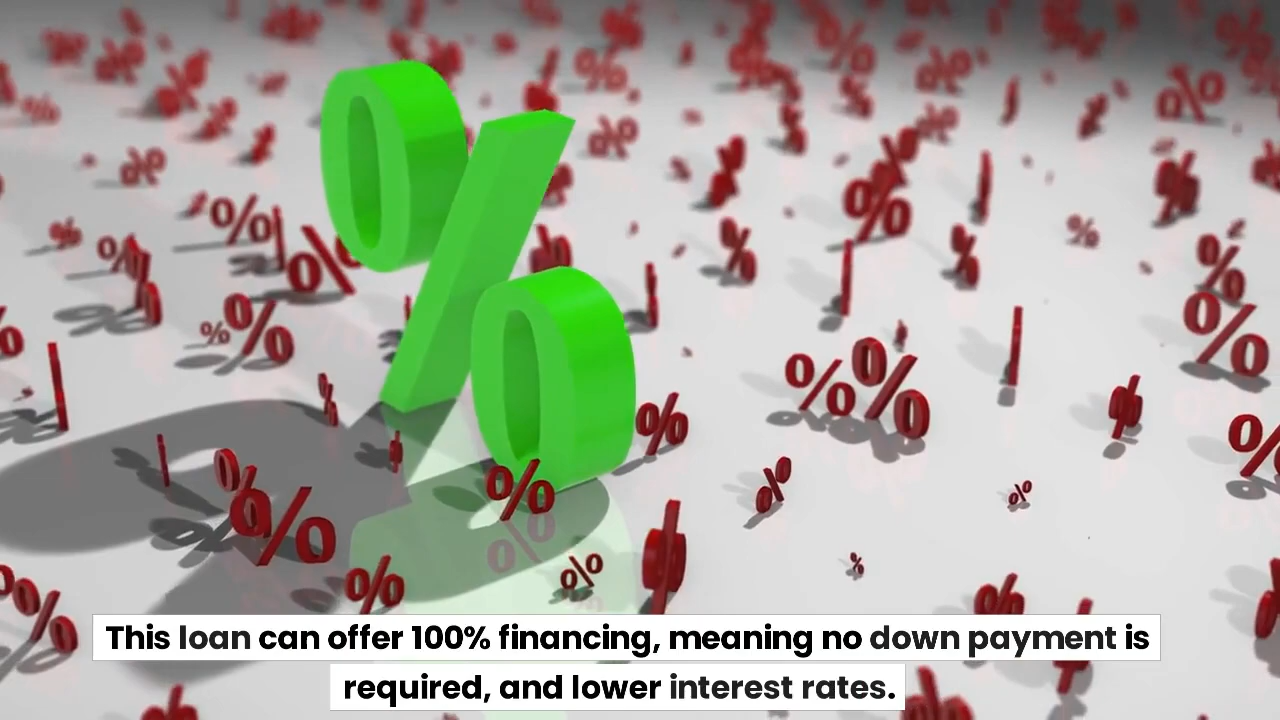 %
This loan can offer 100% financing, meaning no down payment is
required, and lower interest rates.